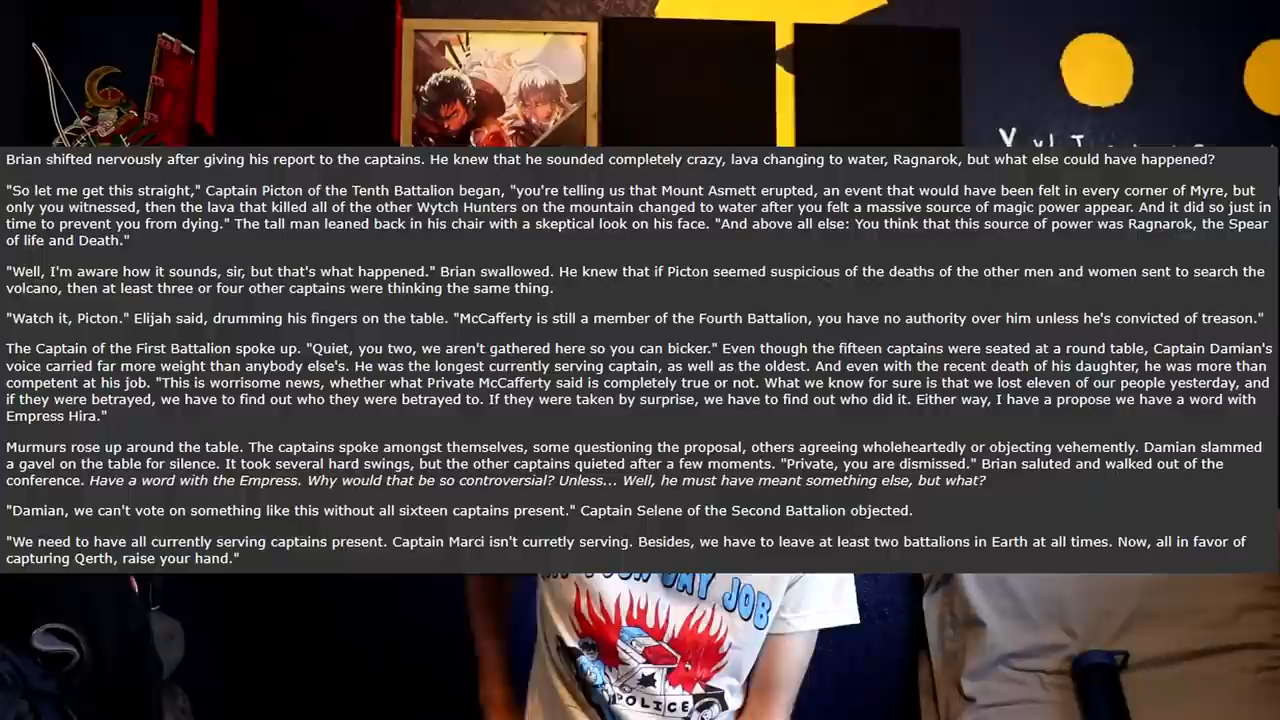 Brian shifted nervously after giving his report to the captains. He knew that he sounded completely crazy, lava changing to water, Ragnarok, but what else could have happened?
"So let me get this straight," Captain Picton of the Tenth Battalion began, "you're telling us that Mount Asmett erupted, an event that would have been felt in every corner of Myre, but
only you witnessed, then the lava that killed all of the other Wytch Hunters on the mountain changed to water after you felt a massive source of magic power appear. And it did so just in
time to prevent you from dying." The tall man leaned back in his chair with a skeptical look on his face. "And above all else: You think that this source of power was Ragnarok, the Spear
of life and Death."
"Well, I'm aware how it sounds, sir, but that's what happened." Brian swallowed. He knew that if Picton seemed suspicious of the deaths of the other men and women sent to search the
volcano, then at least three or four other captains were thinking the same thing.
"Watch it, Picton." Elijah said, drumming his fingers on the table. "McCafferty is still a member of the Fourth Battalion, you have no authority over him unless he's convicted of treason."
The Captain of the First Battalion spoke up. "Quiet, you two, we aren't gathered here so you can bicker." Even though the fifteen captains were seated at a round table, Captain Damian's
voice carried far more weight than anybody else's. He was the longest currently serving captain, as well as the oldest. And even with the recent death of his daughter, he was more than
competent at his job. "This is worrisome news, whether what Private McCafferty said is completely true or not. What we know for sure is that we lost eleven of our people yesterday, and
if they were betrayed, we have to find out who they were betrayed to. If they were taken by surprise, we have to find out who did it. Either way, I have a propose we have a word with
Empress Hira."
Murmurs rose up around the table. The captains spoke amongst themselves, some questioning the proposal, others agreeing wholeheartedly or objecting vehemently. Damian slammed
a gavel on the table for silence. It took several hard swings, but the other captains quieted after a few moments. "Private, you are dismissed." Brian saluted and walked out of the
conference. Have a word with the Empress. Why would that be so controversial? Unless... Well, he must have meant something else, but what?
"Damian, we can't vote on something like this without all sixteen captains present." Captain Selene of the Second Battalion objected.
"We need to have all currently serving captains present. Captain Marci isn't curretly serving. Besides, we have to leave at least two battalions in Earth at all times. Now, all in favor of
capturing Qerth, raise your hand."
DAY JOB
POLICE